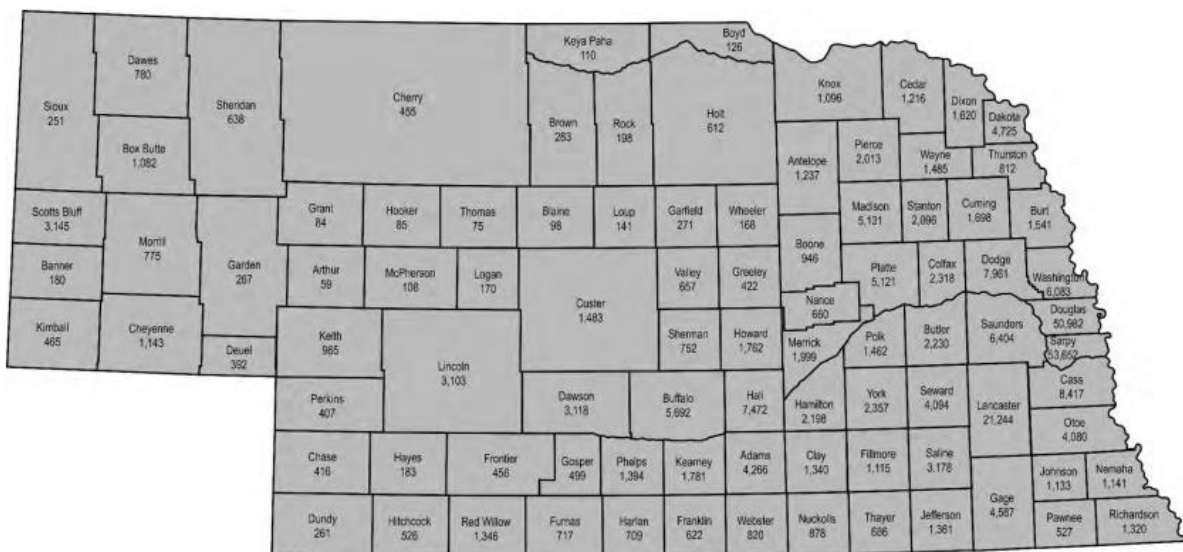 Keya Paha
110
Boyd
126
Dawes
780
Sioux
251
Sheridan
638
Cherry
455
Brown
283
Rock
198
Holt
612
Knox
1,096
Cedar
1,216
Dixon
1,620
Dakota
4,725
Box Butte
1,082
Antelope
1,237
Pierce
2,013
Wayne
1,485
Thurston
812
Scotts Bluff
3,145
Morrill
775
Garden
267
Grant
84
Hooker
85
Thomas
75
Blaine
98
Loup
141
Garfield
271
Wheeler
168
Boone
946
Madison
5,131
Stanton
2,096
Cuming
1,698
Burt
1,541
Banner
180
Arthur
59
McPherson
108
Logan
170
Custer
1,483
Valley
657
Greeley
422
Nance
660
Platte
5,121
Colfax
2,318
Dodge
7,961
Washington
6,083
Douglas
50,982
Kimball
465
Cheyenne
1,143
Deuel
392
Keith
965
Lincoln
3,103
Sherman
752
Howard
1,762
Merrick
1,999
Polk
1,462
Butler
2,230
Saunders
6,404
Sarpy
53,652
Perkins
407
Dawson
3,118
Buffalo
5,692
Hall
7,472
Hamilton
2,198
York
2,357
Seward
4,094
Lancaster
21,244
Cass
8,417
Otoe
4,080
Chase
416
Hayes
183
Frontier
456
Gosper
499
Phelps
1,394
Kearney
1,781
Adams
4,266
Clay
1,340
Fillmore
1,115
Saline
3,178
Gage
4,587
Johnson
1,133
Nemaha
1,141
Dundy
261
Hitchcock
526
Red Willow
1,346
Furnas
717
Harlan
709
Franklin
622
Webster
820
Nuckolls
878
Thayer
686
Jefferson
1,361
Pawnee
527
Richardson
1,320